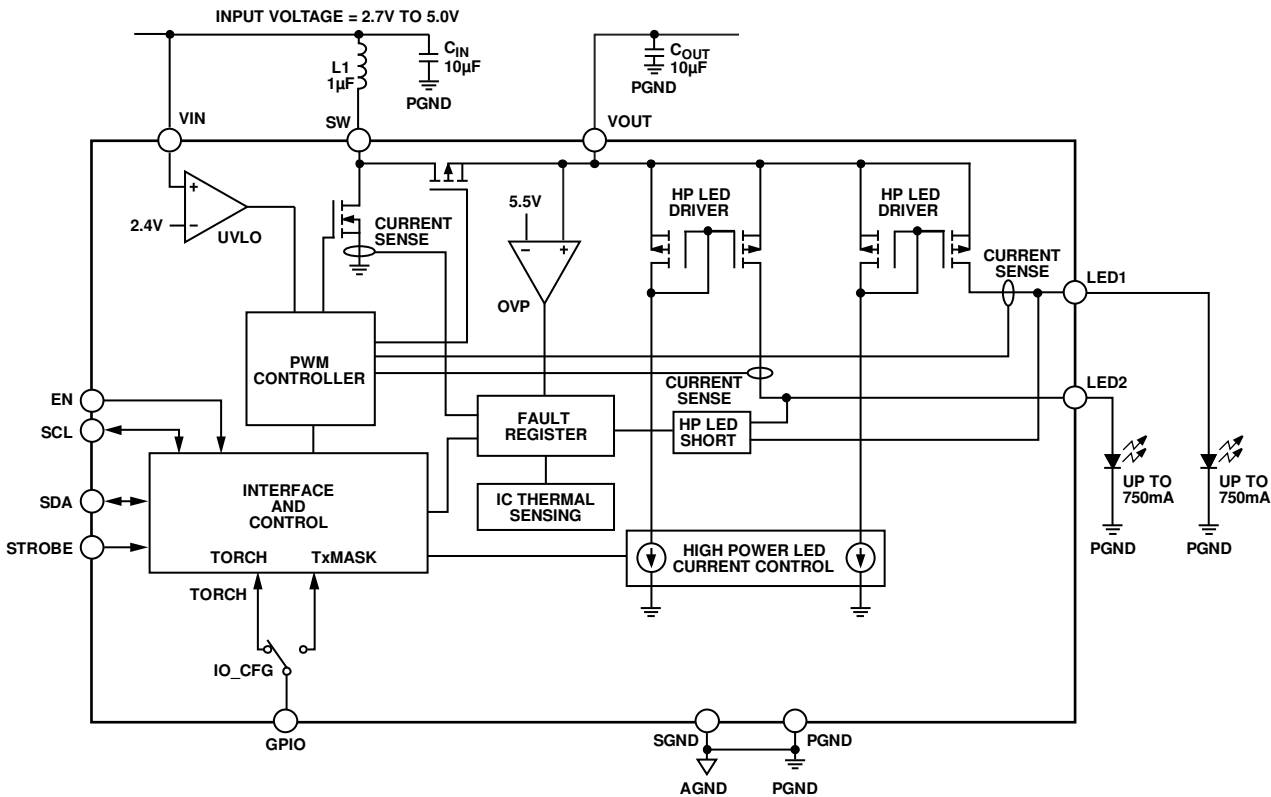 INPUT VOLTAGE = 2.7V TO 5.0V
L1
1µF
CIN
10µF
PGND
COUT
10µF
PGND
VIN
SW
VOUT
2.4V
+
−
UVLO
CURRENT
SENSE
5.5V
−
+
OVP
HP LED
DRIVER
HP LED
DRIVER
CURRENT
SENSE
LED1
PWM
CONTROLLER
CURRENT
SENSE
LED2
EN
SCL
SDA
STROBE
FAULT
REGISTER
HP LED
SHORT
INTERFACE
AND
CONTROL
IC THERMAL
SENSING
UP TO
750mA
UP TO
750mA
PGND
PGND
TORCH
TxMASK
HIGH POWER LED
CURRENT CONTROL
TORCH
IO_CFG
GPIO
SGND
PGND
AGND
PGND